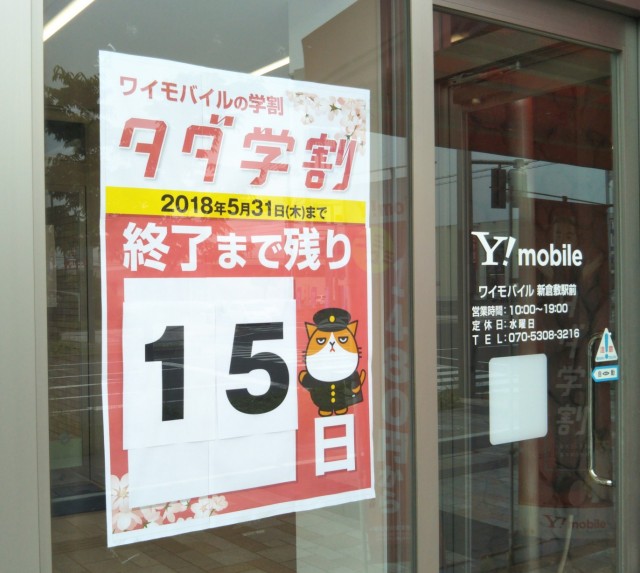 ワイモバイルの学割
タダ学割
2018年5月31日(木)まで
終了まで残り
15
日
Y!mobile
ワイモバイル 新倉敷駅前
営業時間：10:00〜19:00
定休日：水曜日
TEL：070-5308-3216
Y!mobile